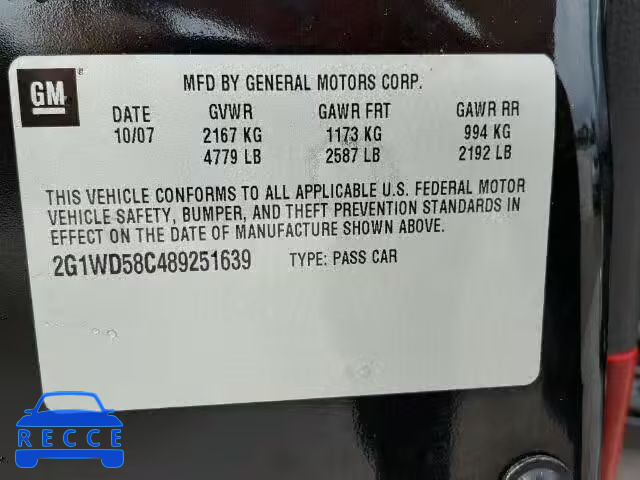 GM
MFD BY GENERAL MOTORS CORP.
DATE GVWR GAWR FRT GAWR RR
10/07 2167 KG 1173 KG 994 KG
4779 LB 2587 LB 2192 LB
THIS VEHICLE CONFORMS TO ALL APPLICABLE U.S. FEDERAL MOTOR
VEHICLE SAFETY, BUMPER, AND THEFT PREVENTION STANDARDS IN
EFFECT ON THE DATE OF MANUFACTURE SHOWN ABOVE.
2G1WD58C489251639 TYPE: PASS CAR
RECCE